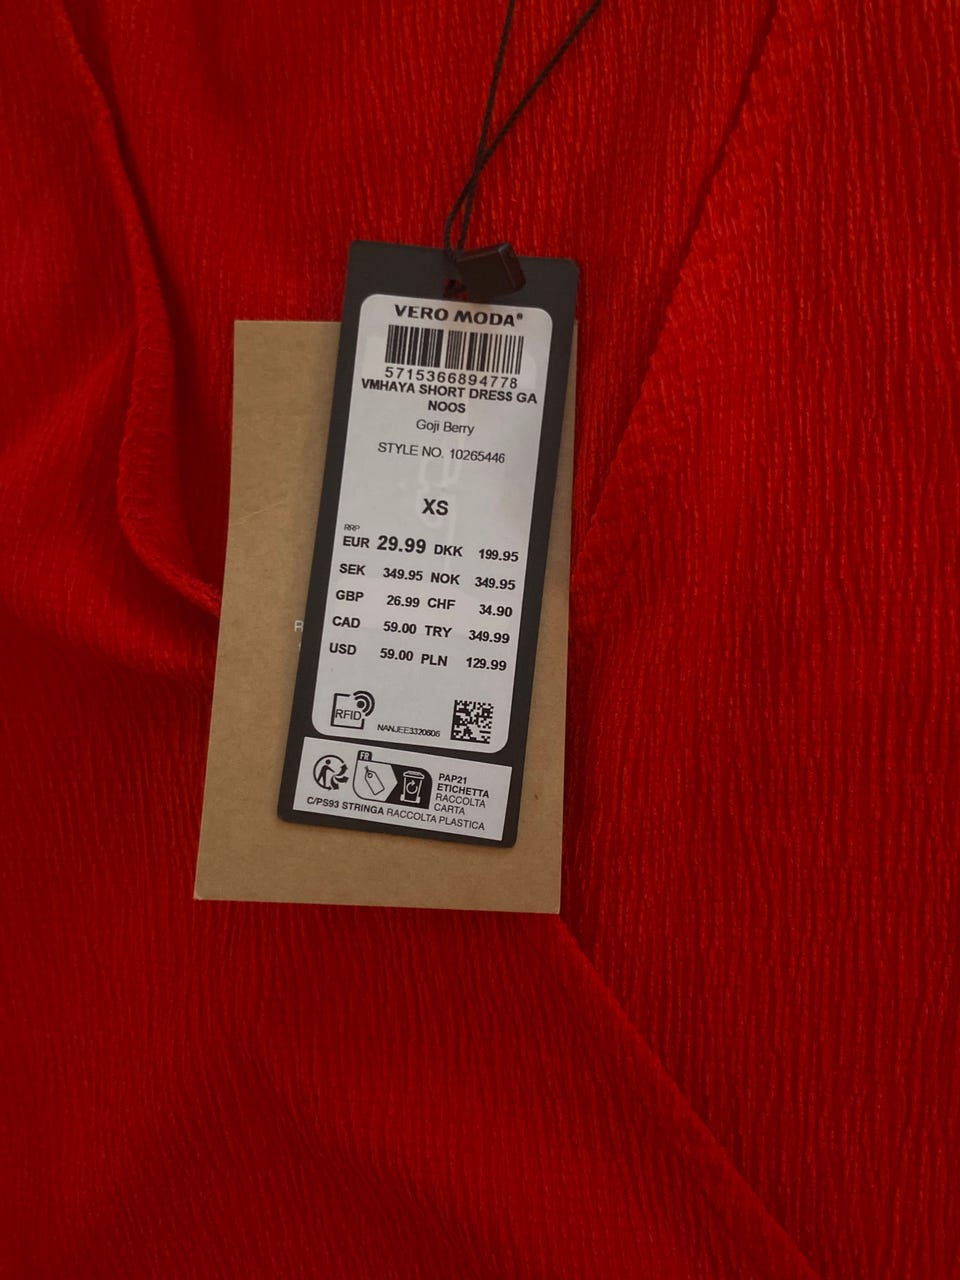 VERO MODA®
5715366894778
VMHAYA SHORT DRESS GA
NOOS
Goji Berry
STYLE NO. 10265446
XS
RRP
EUR 29.99 DKK 199.95
SEK 349.95 NOK 349.95
GBP 26.99 CHF 34.90
CAD 59.00 TRY 349.99
USD 59.00 PLN 129.99
RFID
NANJEE3320606
FR
PAP21
ETICHETTA
RACCOLTA
CARTA
C/PS93 STRINGA RACCOLTA PLASTICA